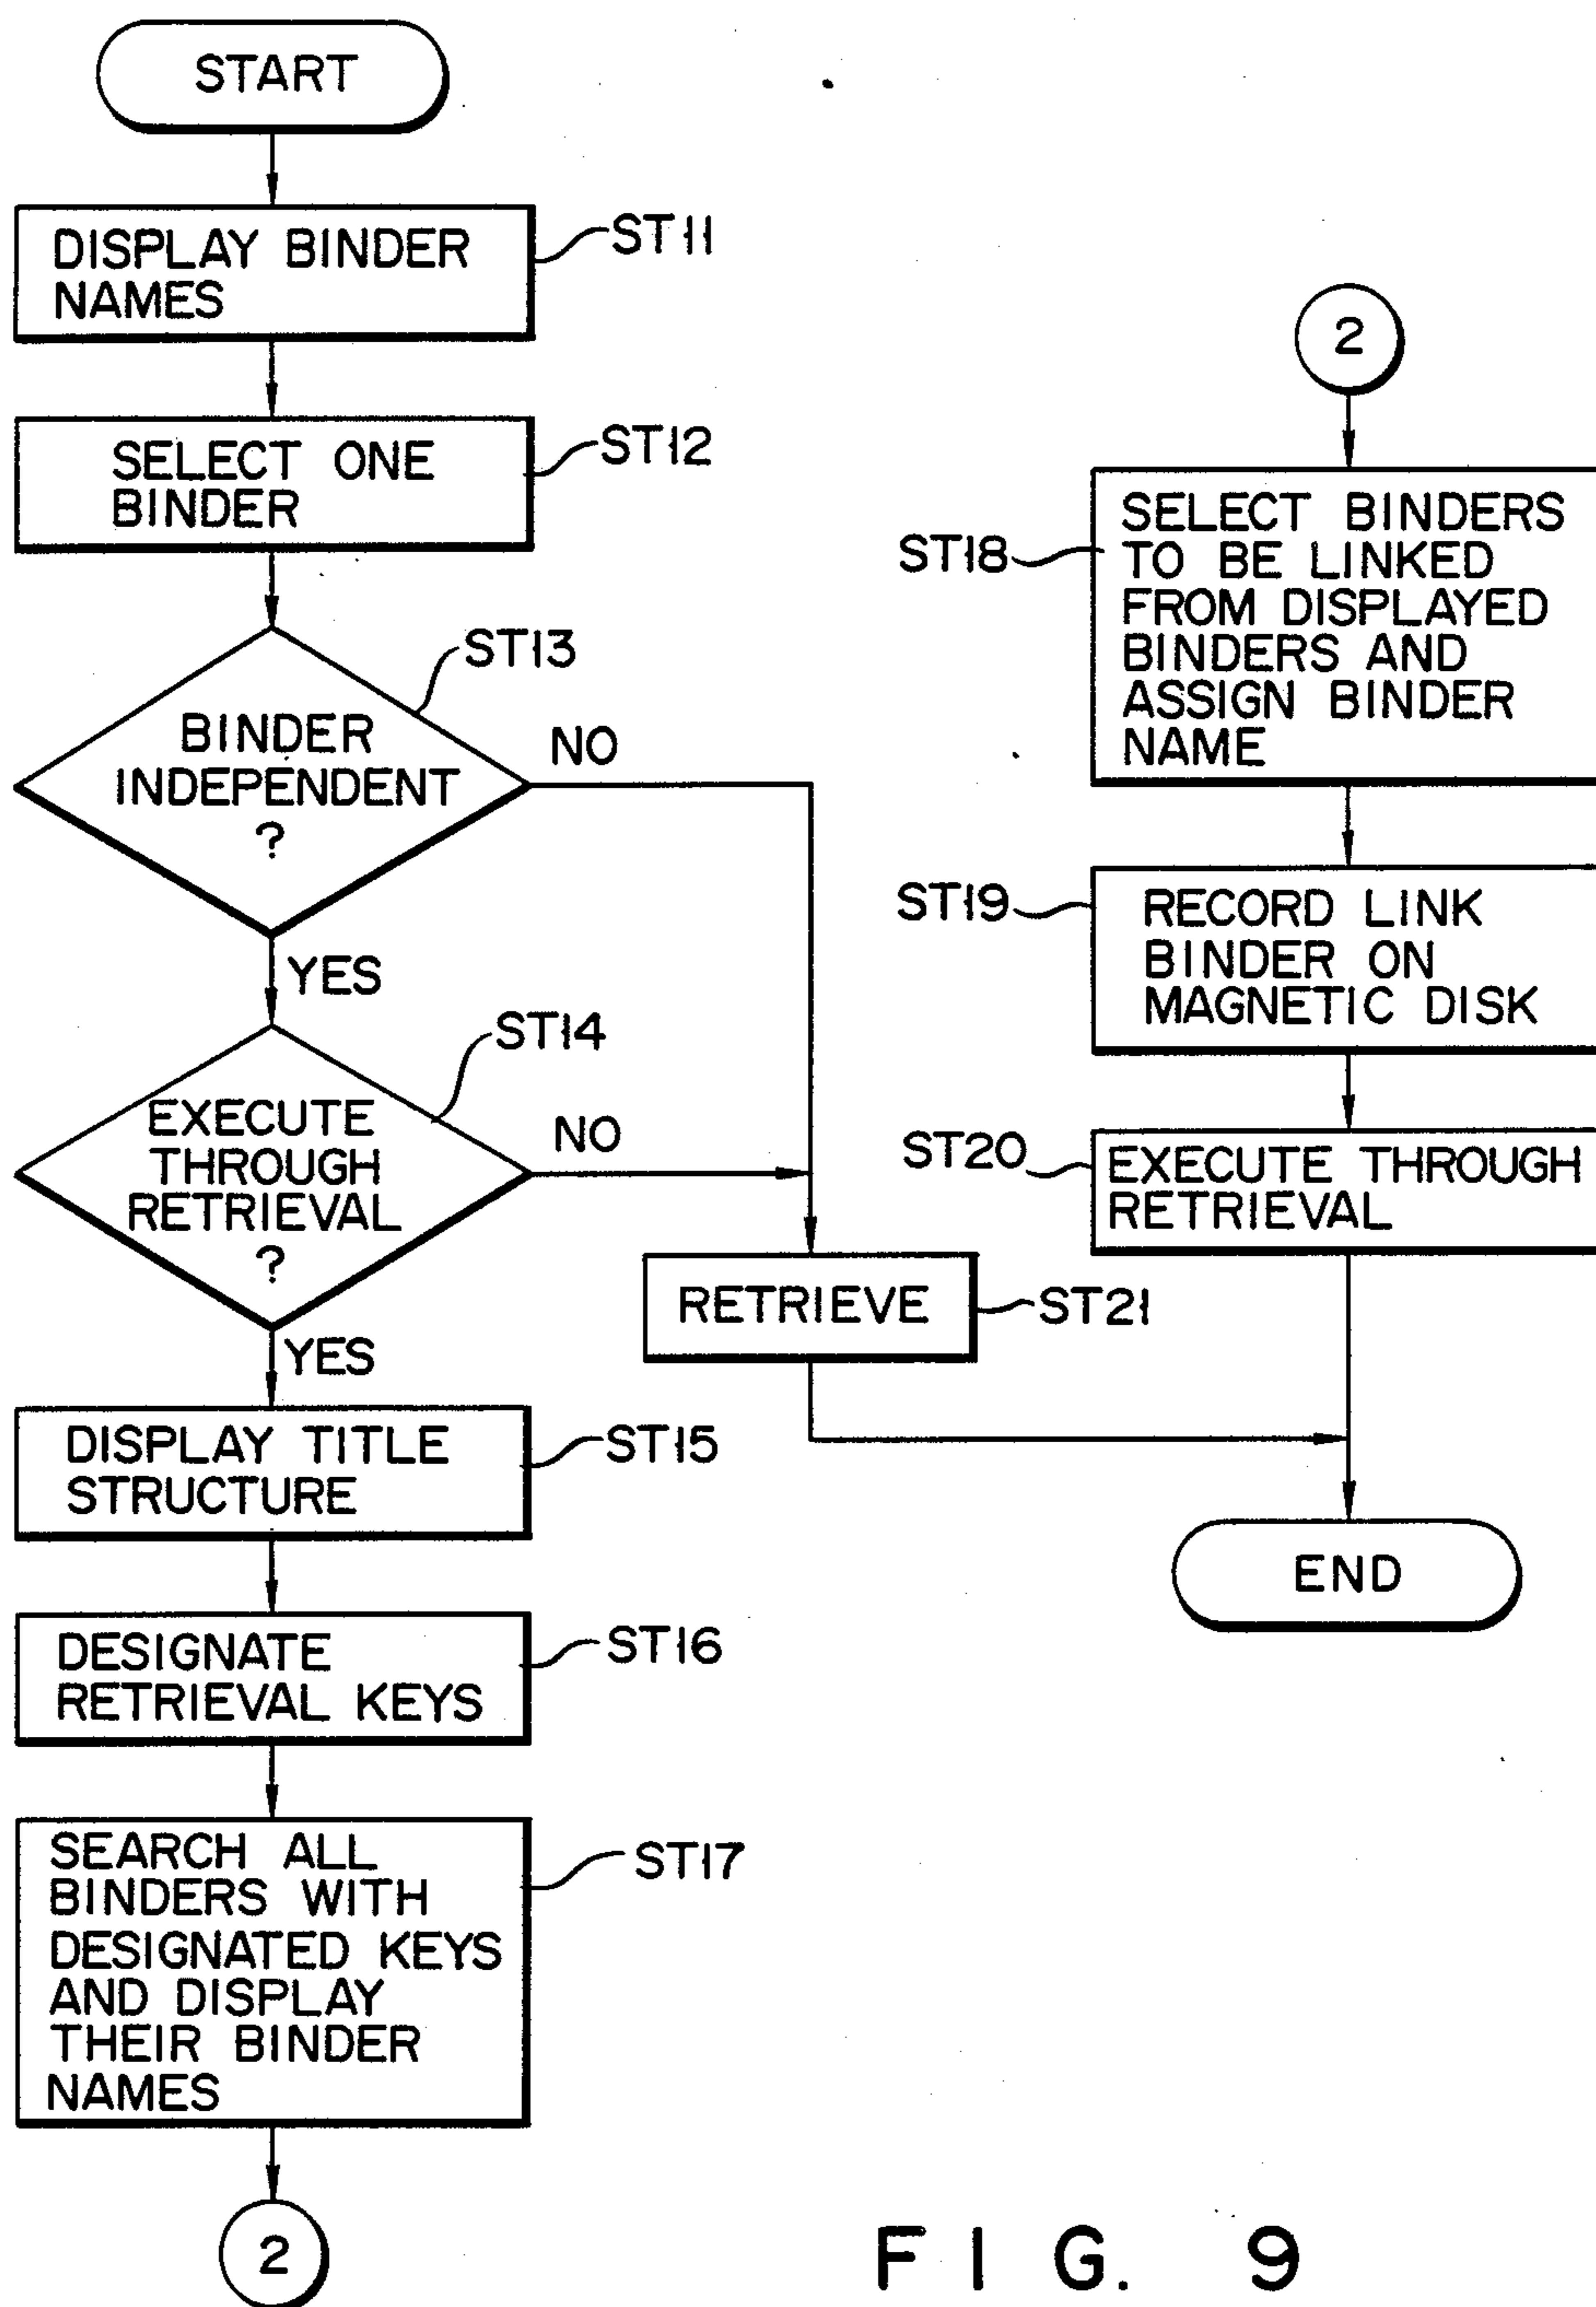 START
DISPLAY BINDER
NAMES
ST11
SELECT ONE
BINDER
ST12
BINDER
INDEPENDENT
?
ST13
NO
YES
EXECUTE
THROUGH
RETRIEVAL
?
ST14
NO
YES
RETRIEVE
ST21
DISPLAY TITLE
STRUCTURE
ST15
DESIGNATE
RETRIEVAL KEYS
ST16
SEARCH ALL
BINDERS WITH
DESIGNATED KEYS
AND DISPLAY
THEIR BINDER
NAMES
ST17
2
2
SELECT BINDERS
TO BE LINKED
FROM DISPLAYED
BINDERS AND
ASSIGN BINDER
NAME
ST18
RECORD LINK
BINDER ON
MAGNETIC DISK
ST19
EXECUTE THROUGH
RETRIEVAL
ST20
END
FIG. 9